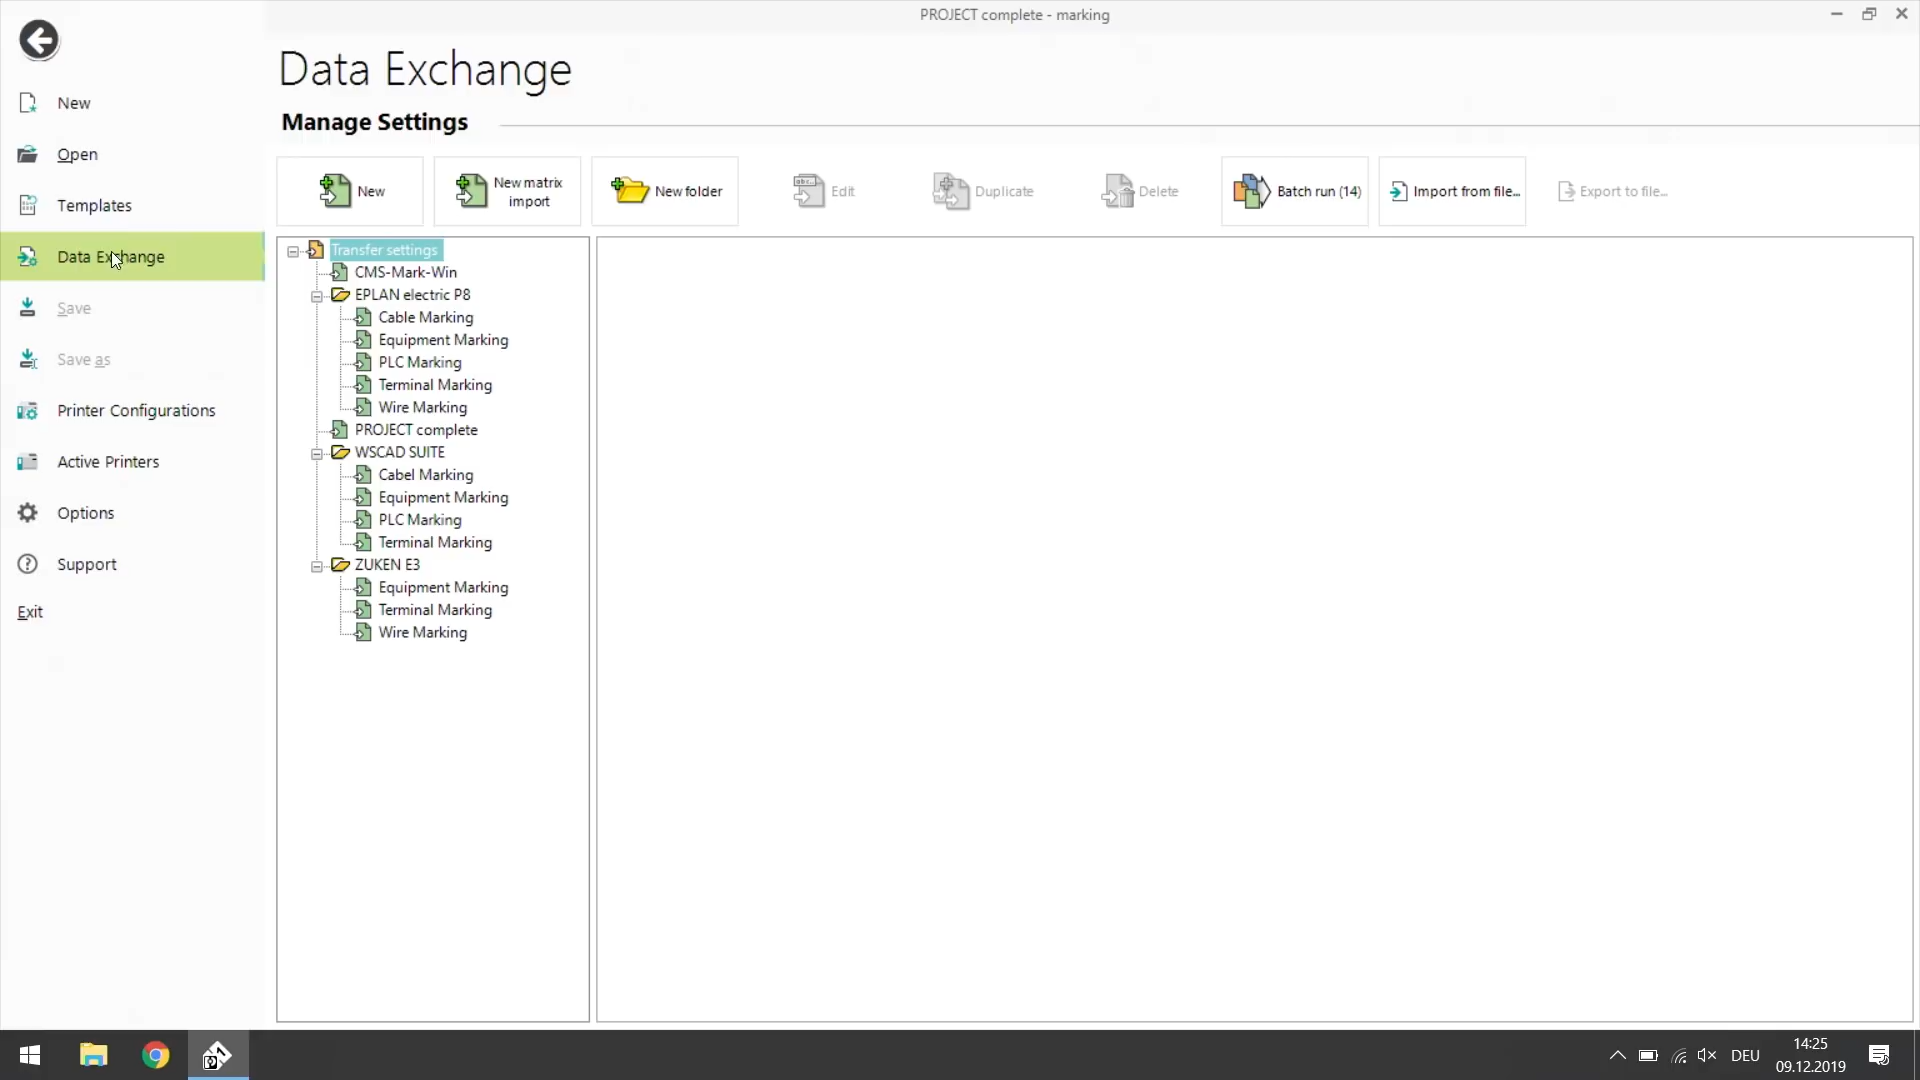 PROJECT complete - marking
Data Exchange
Manage Settings
New
Open
Templates
Data Exchange
Save
Save as
Printer Configurations
Active Printers
Options
Support
Exit
New
New matrix
import
New folder
Edit
Duplicate
Delete
Batch run (14)
Import from file...
Export to file...
Transfer settings
CMS-Mark-Win
EPLAN electric P8
Cable Marking
Equipment Marking
PLC Marking
Terminal Marking
Wire Marking
PROJECT complete
WSCAD SUITE
Cabel Marking
Equipment Marking
PLC Marking
Terminal Marking
ZUKEN E3
Equipment Marking
Terminal Marking
Wire Marking
DEU
14:25
09.12.2019